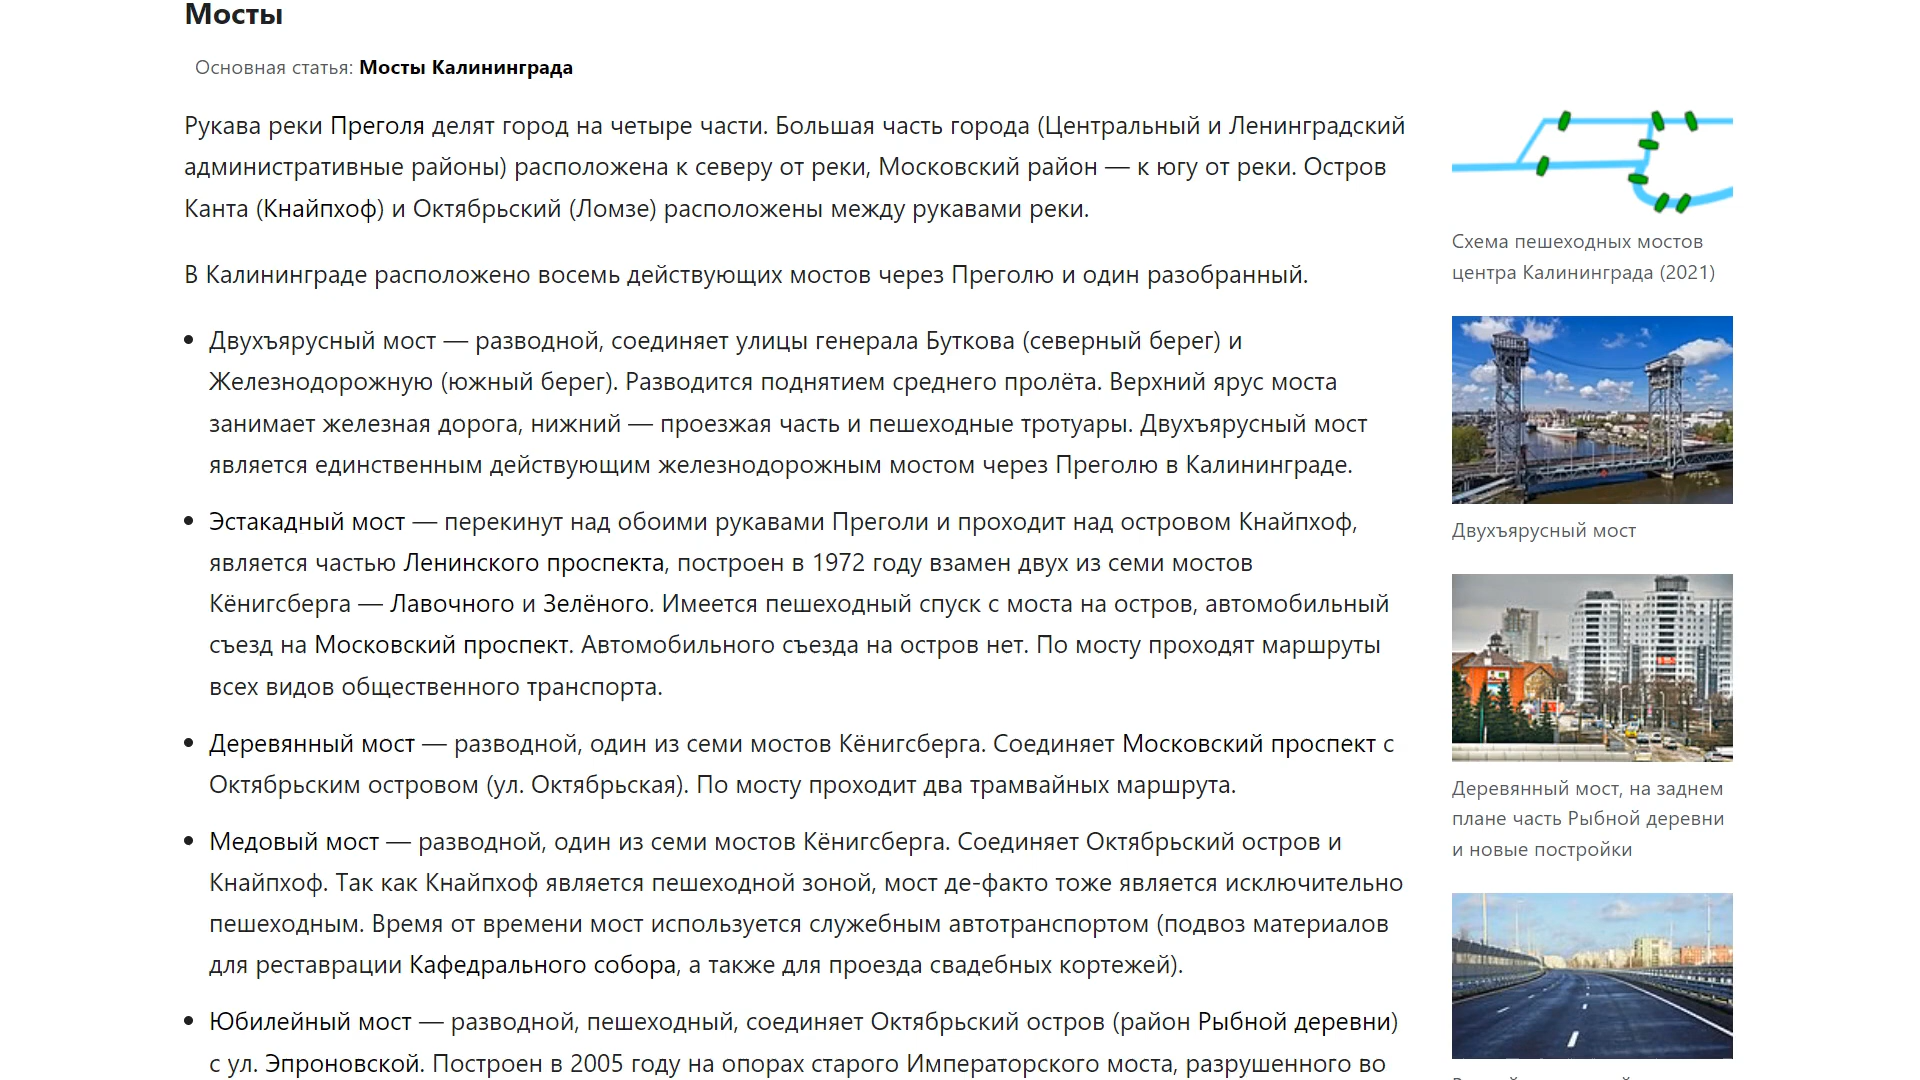 Мосты
Основная статья: Мосты Калининграда
Рукава реки Преголя делят город на четыре части. Большая часть города (Центральный и Ленинградский
административные районы) расположена к северу от реки, Московский район — к югу от реки. Остров
Канта (Кнайпхоф) и Октябрьский (Ломзе) расположены между рукавами реки.
В Калининграде расположено восемь действующих мостов через Преголю и один разобранный.
Двухъярусный мост — разводной, соединяет улицы генерала Буткова (северный берег) и
Железнодорожную (южный берег). Разводится поднятием среднего пролёта. Верхний ярус моста
занимает железная дорога, нижний — проезжая часть и пешеходные тротуары. Двухъярусный мост
является единственным действующим железнодорожным мостом через Преголю в Калининграде.
Эстакадный мост — перекинут над обоими рукавами Преголи и проходит над островом Кнайпхоф,
является частью Ленинского проспекта, построен в 1972 году взамен двух из семи мостов
Кёнигсберга — Лавочного и Зелёного. Имеется пешеходный спуск с моста на остров, автомобильный
съезд на Московский проспект. Автомобильного съезда на остров нет. По мосту проходят маршруты
всех видов общественного транспорта.
Деревянный мост — разводной, один из семи мостов Кёнигсберга. Соединяет Московский проспект с
Октябрьским островом (ул. Октябрьская). По мосту проходит два трамвайных маршрута.
Медовый мост — разводной, один из семи мостов Кёнигсберга. Соединяет Октябрьский остров и
Кнайпхоф. Так как Кнайпхоф является пешеходной зоной, мост де-факто тоже является исключительно
пешеходным. Время от времени мост используется служебным автотранспортом (подвоз материалов
для реставрации Кафедрального собора, а также для проезда свадебных кортежей).
Юбилейный мост — разводной, пешеходный, соединяет Октябрьский остров (район Рыбной деревни)
с ул. Эпроновской. Построен в 2005 году на опорах старого Императорского моста, разрушенного во
Схема пешеходных мостов
центра Калининграда (2021)
Двухъярусный мост
Деревянный мост, на заднем
плане часть Рыбной деревни
и новые постройки